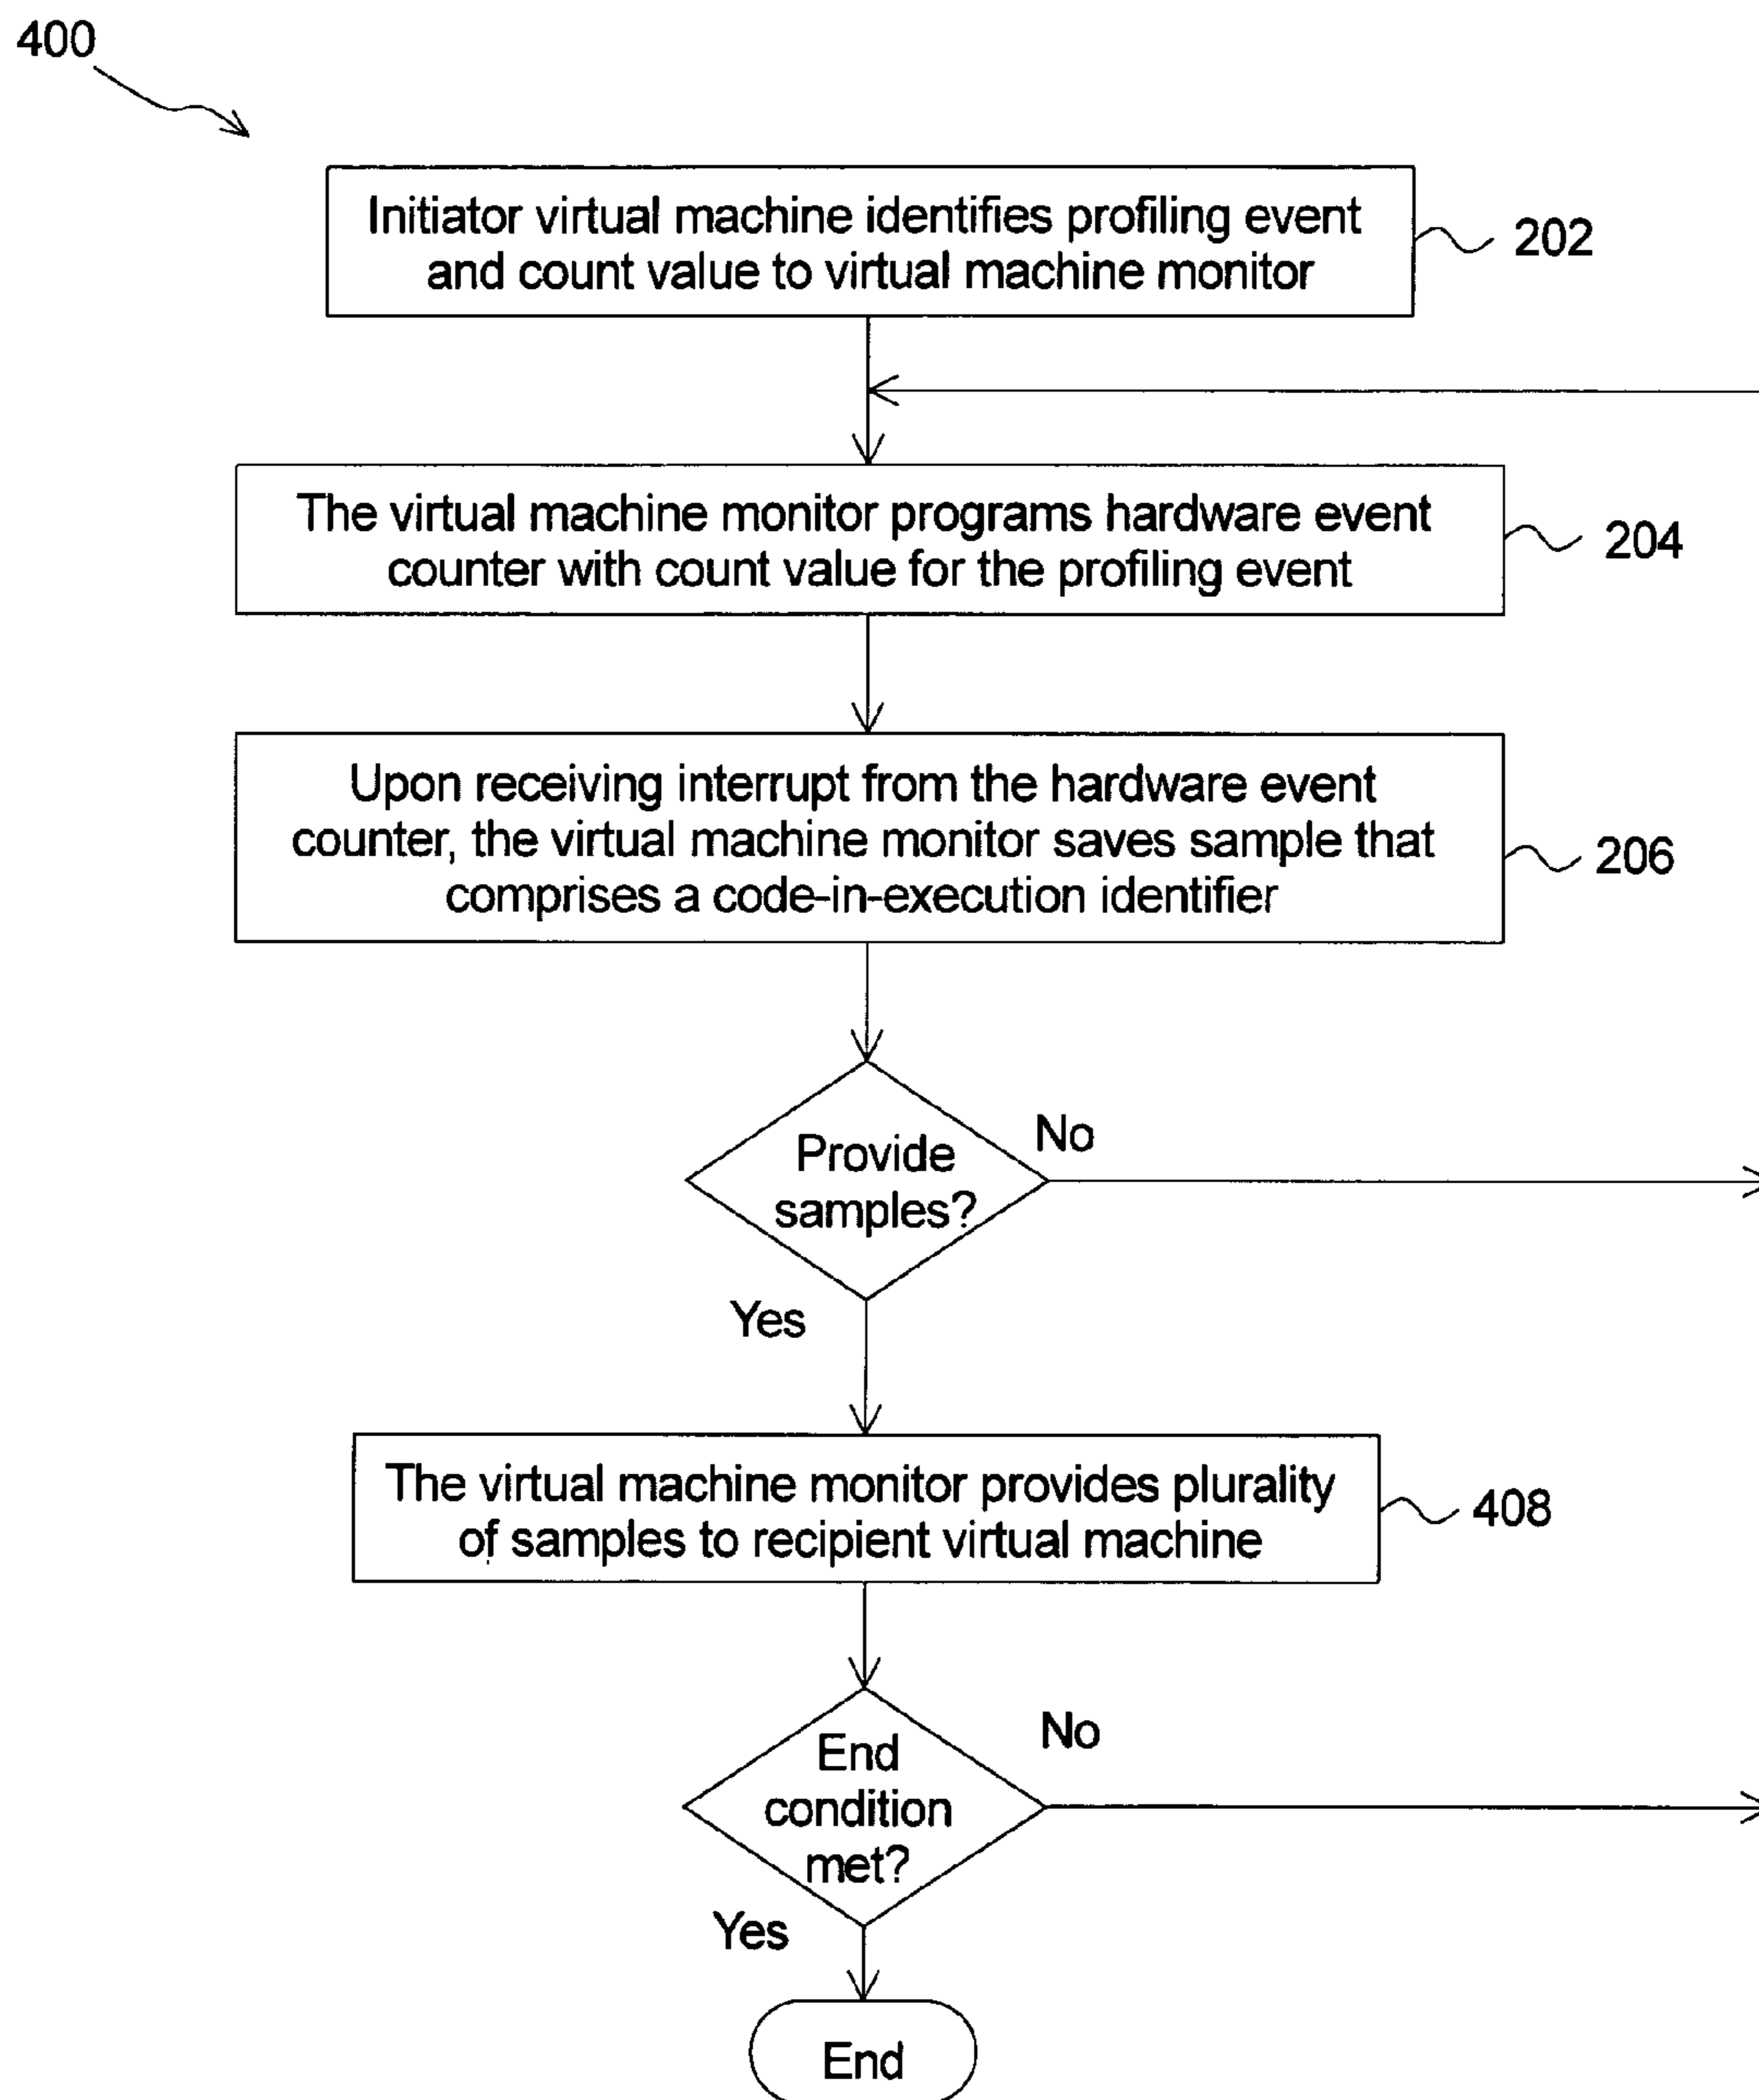 400
Initiator virtual machine identifies profiling event
and count value to virtual machine monitor
202
The virtual machine monitor programs hardware event
counter with count value for the profiling event
204
Upon receiving interrupt from the hardware event
counter, the virtual machine monitor saves sample that
comprises a code-in-execution identifier
206
Provide
samples?
No
Yes
The virtual machine monitor provides plurality
of samples to recipient virtual machine
408
End
condition
met?
No
Yes
End